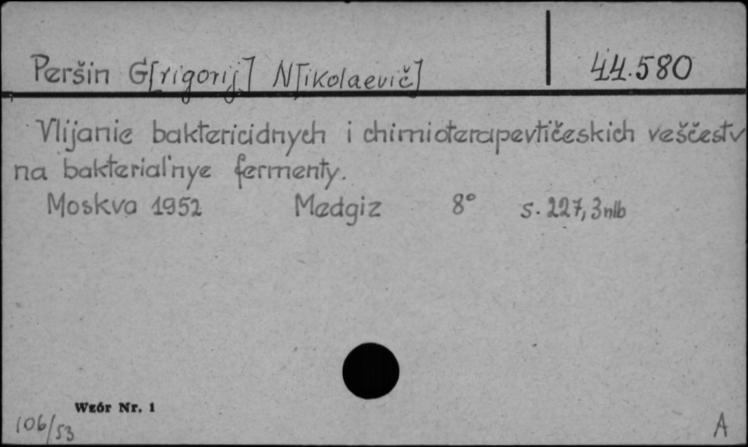 Peršin G[rigorij] N[ikolaevič] 44.580
Vlijanie baktericidnych i chimioterapevtičeskich veščestv
na bakterial'nye fermenty.
Moskva 1952 Medgiz 8° s. 227, 3 nlb
Wzór Nr. 1
106/53 A